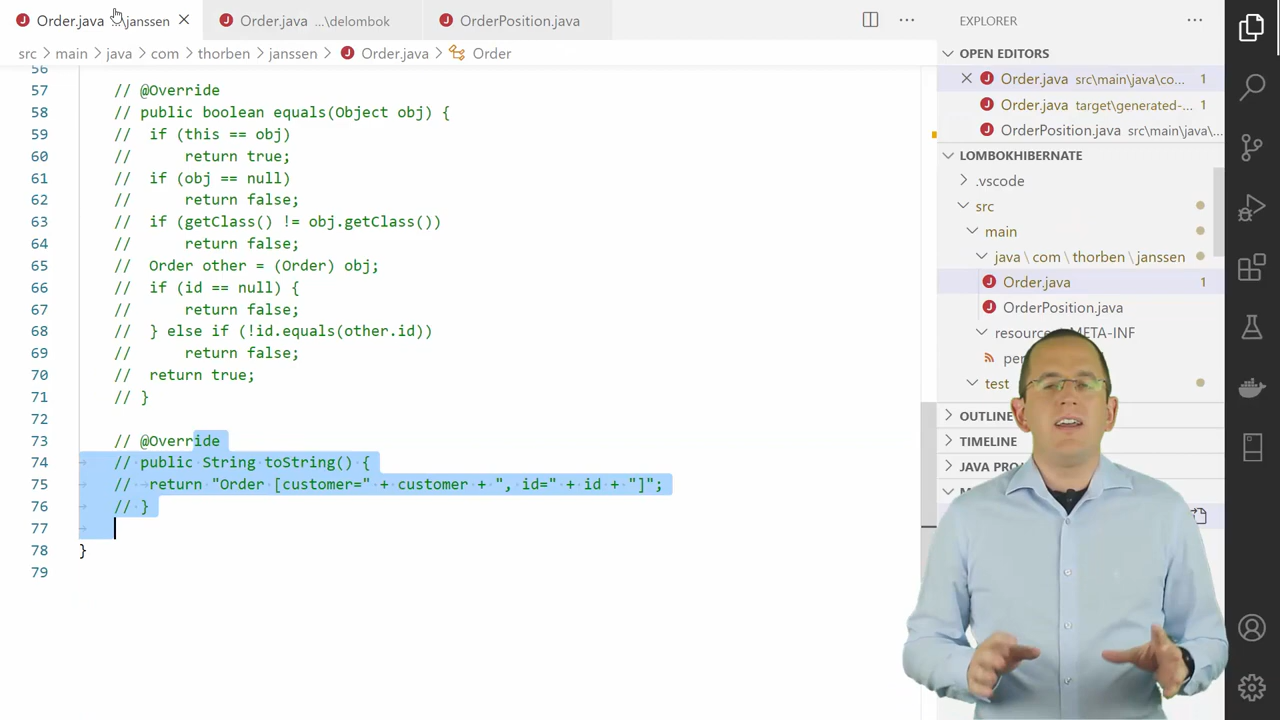 Order.java ...\janssen
Order.java ...\delombok
OrderPosition.java
src > main > java > com > thorben > janssen > Order.java > Order
56
57 // @Override
58 // public boolean equals(Object obj) {
59 // if (this == obj)
60 // return true;
61 // if (obj == null)
62 // return false;
63 // if (getClass() != obj.getClass())
64 // return false;
65 // Order other = (Order) obj;
66 // if (id == null) {
67 // return false;
68 // } else if (!id.equals(other.id))
69 // return false;
70 // return true;
71 // }
72
73 // @Override
74 // public String toString() {
75 // return "Order [customer=" + customer + ", id=" + id + "]";
76 // }
77
78 }
79
EXPLORER
OPEN EDITORS
Order.java src\main\java\co... 1
Order.java target\generated-... 1
OrderPosition.java src\main\java\...
LOMBOKHIBERNATE
.vscode
src
main
java \ com \ thorben \ janssen
Order.java 1
OrderPosition.java
META-INF
test
OUTLINE
TIMELINE